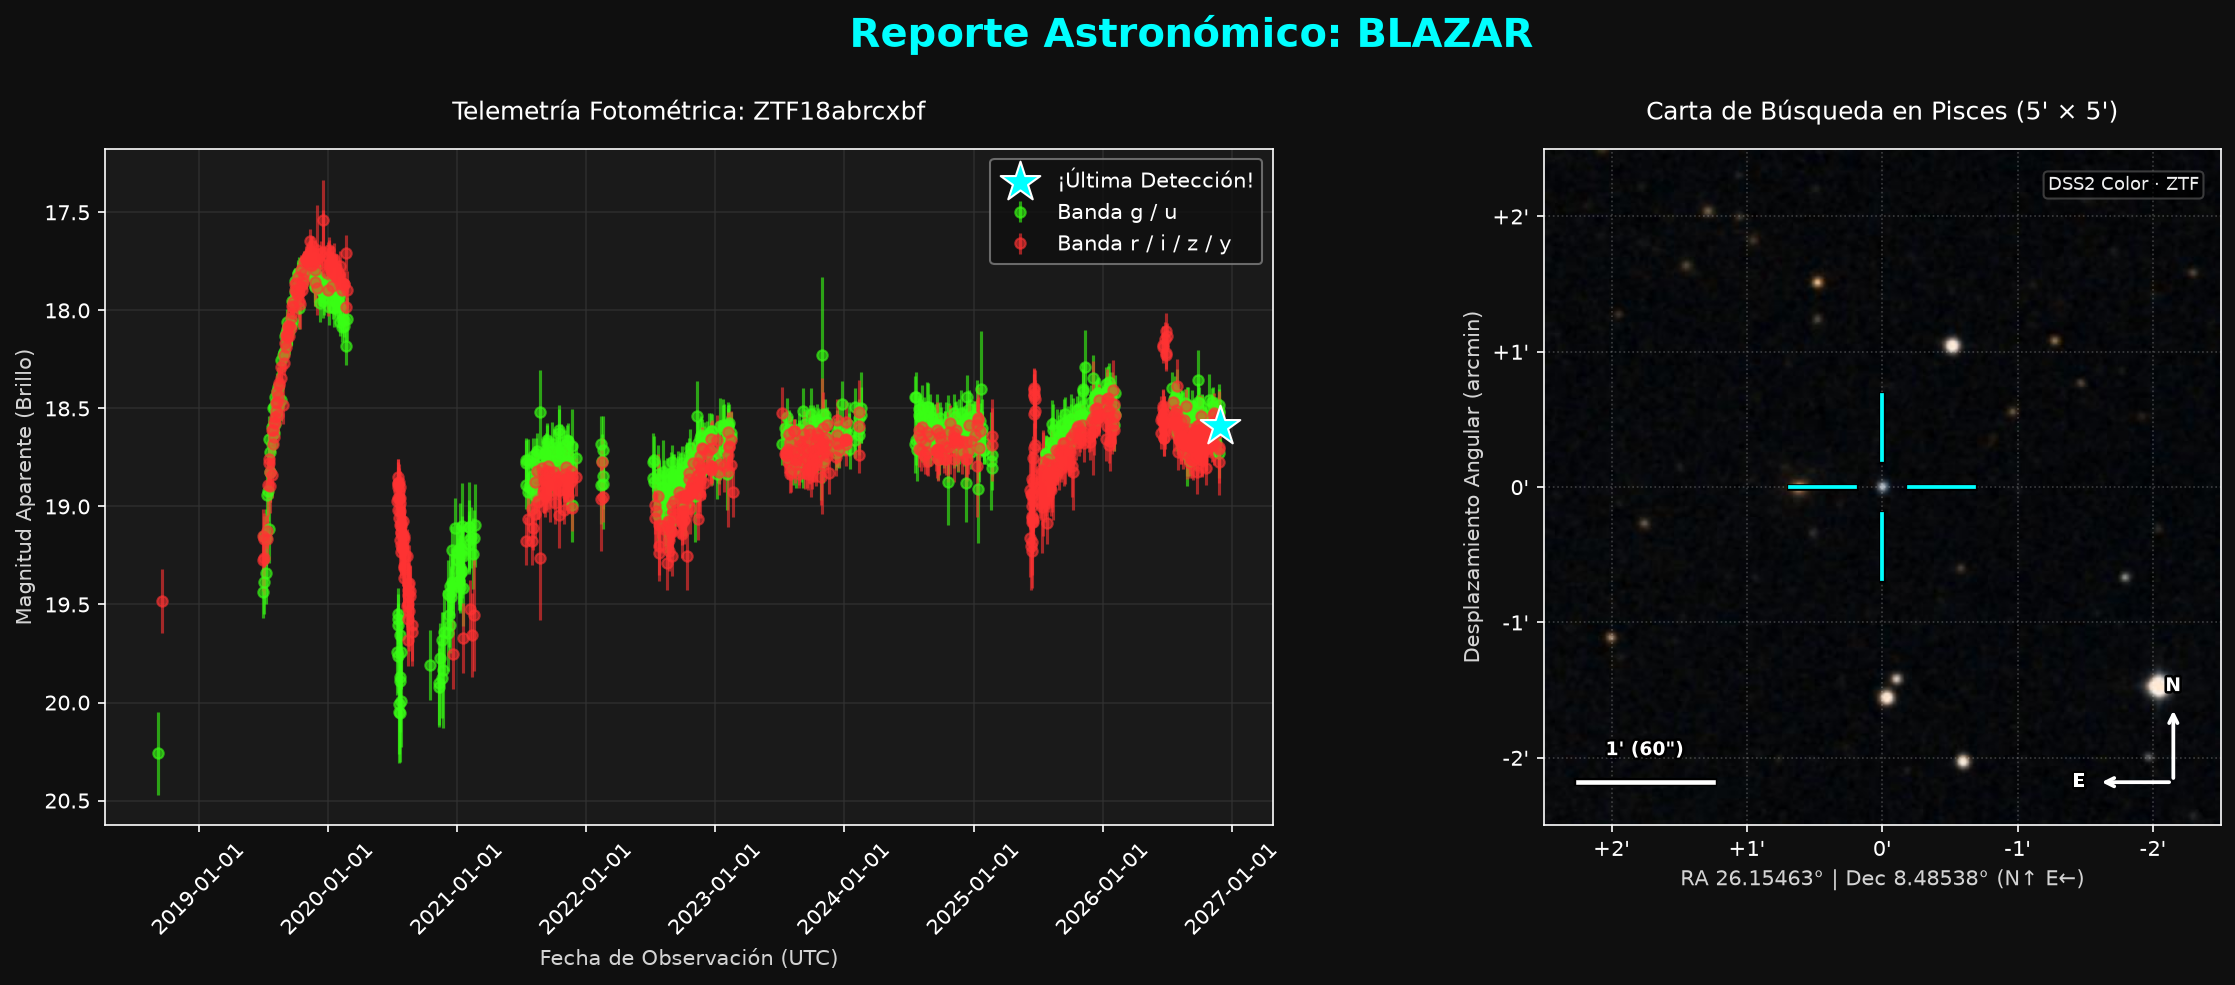 Reporte Astronómico: BLAZAR
Telemetría Fotométrica: ZTF18abrcxbf
¡Última Detección!
Banda g / u
Banda r / i / z / y
Magnitud Aparente (Brillo)
17.5
18.0
18.5
19.0
19.5
20.0
20.5
2019-01-01
2020-01-01
2021-01-01
2022-01-01
2023-01-01
2024-01-01
2025-01-01
2026-01-01
2027-01-01
Fecha de Observación (UTC)
Carta de Búsqueda en Pisces (5' × 5')
DSS2 Color · ZTF
Desplazamiento Angular (arcmin)
+2'
+1'
0'
-1'
-2'
N
E
1' (60")
+2'
+1'
0'
-1'
-2'
RA 26.15463° | Dec 8.48538° (N↑ E←)